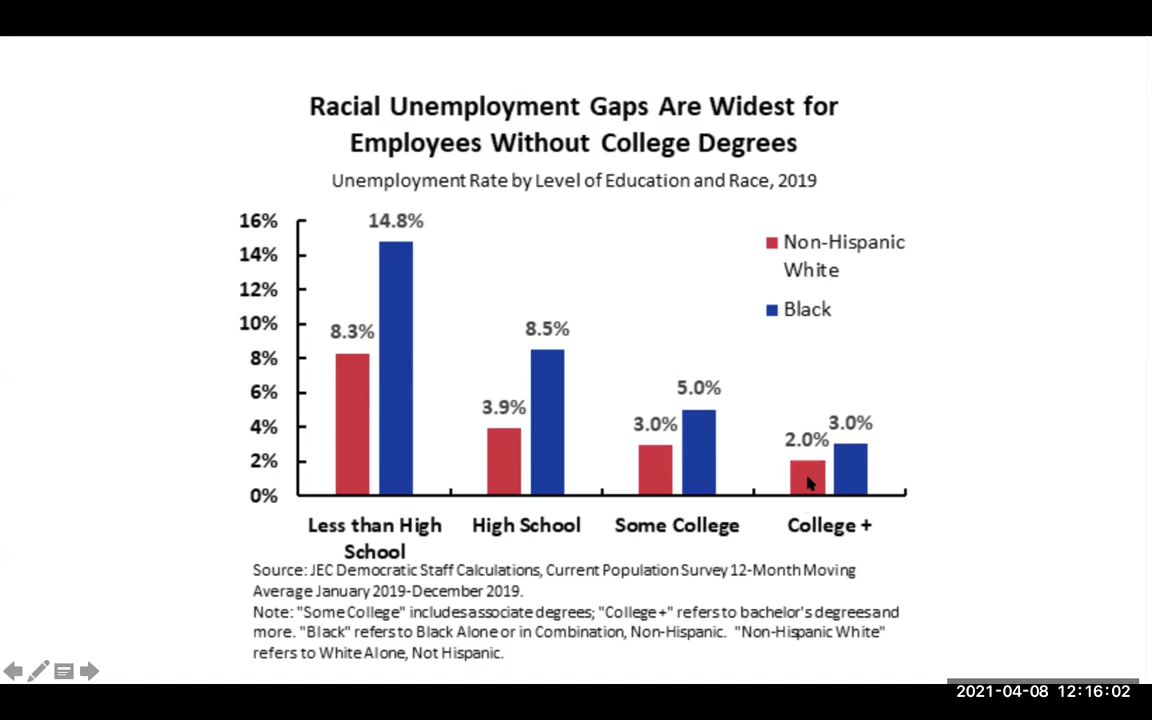 Racial Unemployment Gaps Are Widest for
Employees Without College Degrees
Unemployment Rate by Level of Education and Race, 2019
16%
14%
12%
10%
8%
6%
4%
2%
0%
8.3%
14.8%
3.9%
8.5%
3.0%
5.0%
2.0%
3.0%
Non-Hispanic
White
Black
Less than High
School
High School
Some College
College +
Source: JEC Democratic Staff Calculations, Current Population Survey 12-Month Moving
Average January 2019-December 2019.
Note: "Some College" includes associate degrees; "College+" refers to bachelor's degrees and
more. "Black" refers to Black Alone or in Combination, Non-Hispanic. "Non-Hispanic White"
refers to White Alone, Not Hispanic.
2021-04-08 12:16:02